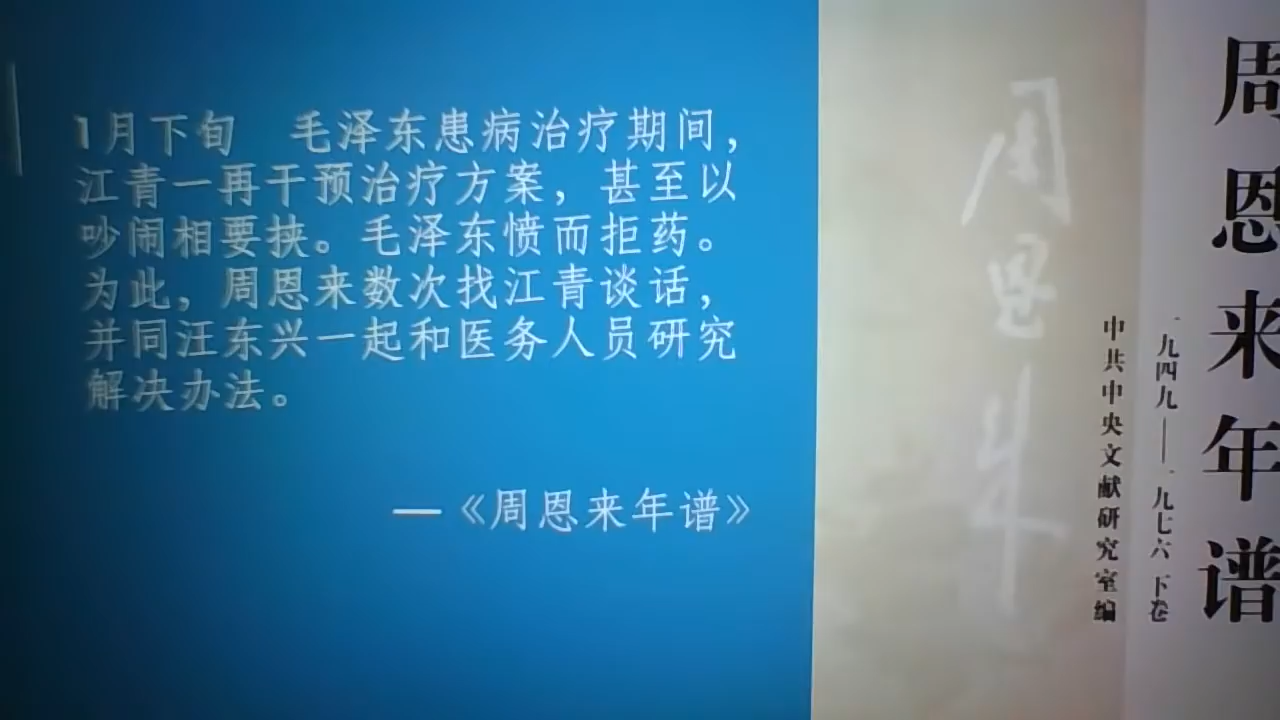 1月下旬　毛泽东患病治疗期间，
江青一再干预治疗方案，甚至以
吵闹相要挟。毛泽东愤而拒药。
为此，周恩来数次找江青谈话，
并同汪东兴一起和医务人员研究
解决办法。
—《周恩来年谱》
周恩来
中共中央文献研究室编
一九四九——一九七六 下卷
周恩来年谱